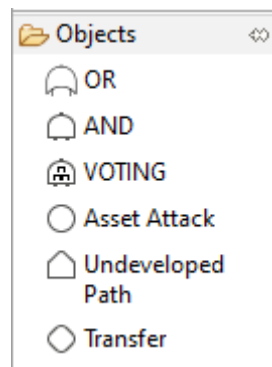 Objects
OR
AND
VOTING
Asset Attack
Undeveloped
Path
Transfer